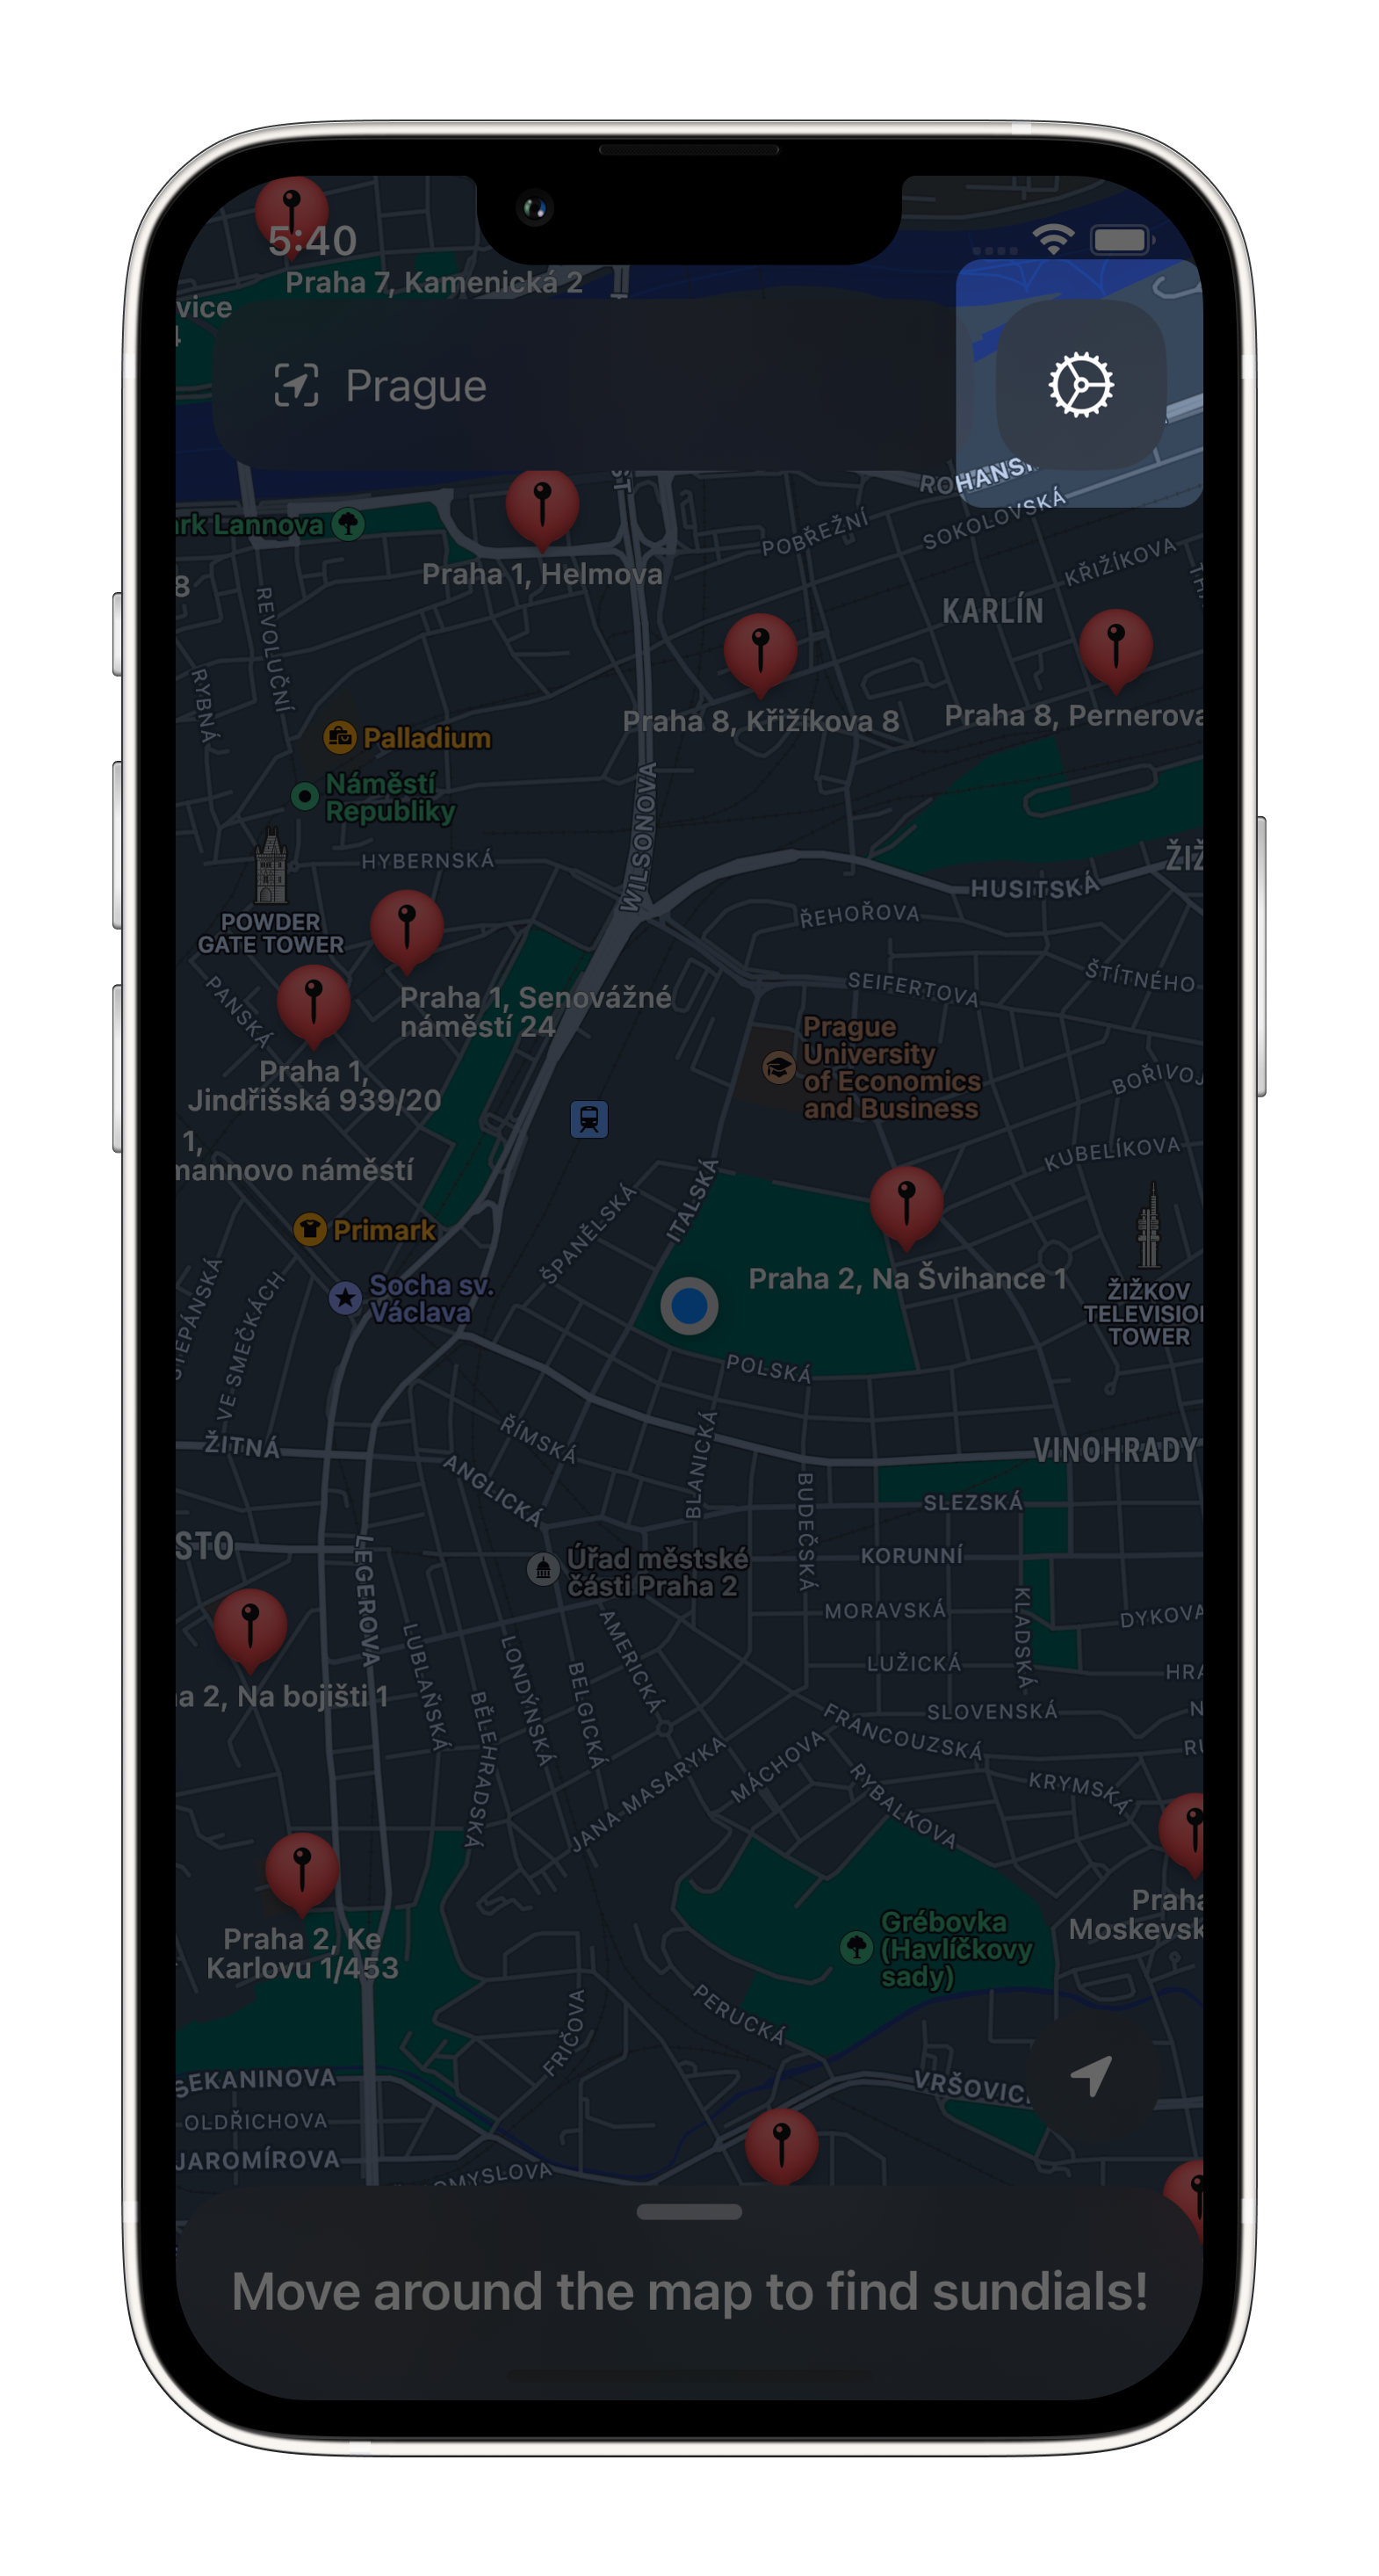 5:40
Praha 7, Kamenická 2
vice
Prague
ROHANS
SOKOLOVSKÁ
POBŘEŽNÍ
KŘIŽÍKOVA
ark Lannova
Praha 1, Helmova
8
REVOLUČNÍ
KARLÍN
RYBNÁ
Praha 8, Křižíkova 8
Praha 8, Pernerova
Palladium
Náměstí
Republiky
WILSONOVA
HYBERNSKÁ
HUSITSKÁ
ŽIŽ
POWDER
GATE TOWER
ŘEHOŘOVA
PANSKÁ
SEIFERTOVA
ŠTÍTNÉHO
Praha 1, Senovážné
náměstí 24
Prague
University
of Economics
and Business
Praha 1,
Jindřišská 939/20
BOŘIVOJ
1,
mannovo náměstí
KUBELÍKOVA
ITALSKÁ
ŠPANĚLSKÁ
Primark
Praha 2, Na Švihance 1
Socha sv.
Václava
ŽIŽKOV
TELEVISION
TOWER
ŠTĚPÁNSKÁ
VE SMEČKÁCH
POLSKÁ
ŽITNÁ
ŘÍMSKÁ
BLANICKÁ
VINOHRADY
ANGLICKÁ
BUDEČSKÁ
SLEZSKÁ
STO
LEGEROVA
Úřad městské
části Praha 2
KORUNNÍ
MORAVSKÁ
KLADSKÁ
DYKOVA
AMERICKÁ
LUBLAŇSKÁ
LONDÝNSKÁ
BELGICKÁ
LUŽICKÁ
HRA
a 2, Na bojišti 1
BĚLEHRADSKÁ
SLOVENSKÁ
FRANCOUZSKÁ
RU
JANA MASARYKA
MÁCHOVA
RYBALKOVA
KRYMSKÁ
Praha 2, Ke
Karlovu 1/453
Praha
Moskevsk
Grébovka
(Havlíčkovy
sady)
PERUCKÁ
FRIČOVA
SEKANINOVA
VRŠOVIC
OLDŘICHOVA
JAROMÍROVA
OMYSLOVA
Move around the map to find sundials!